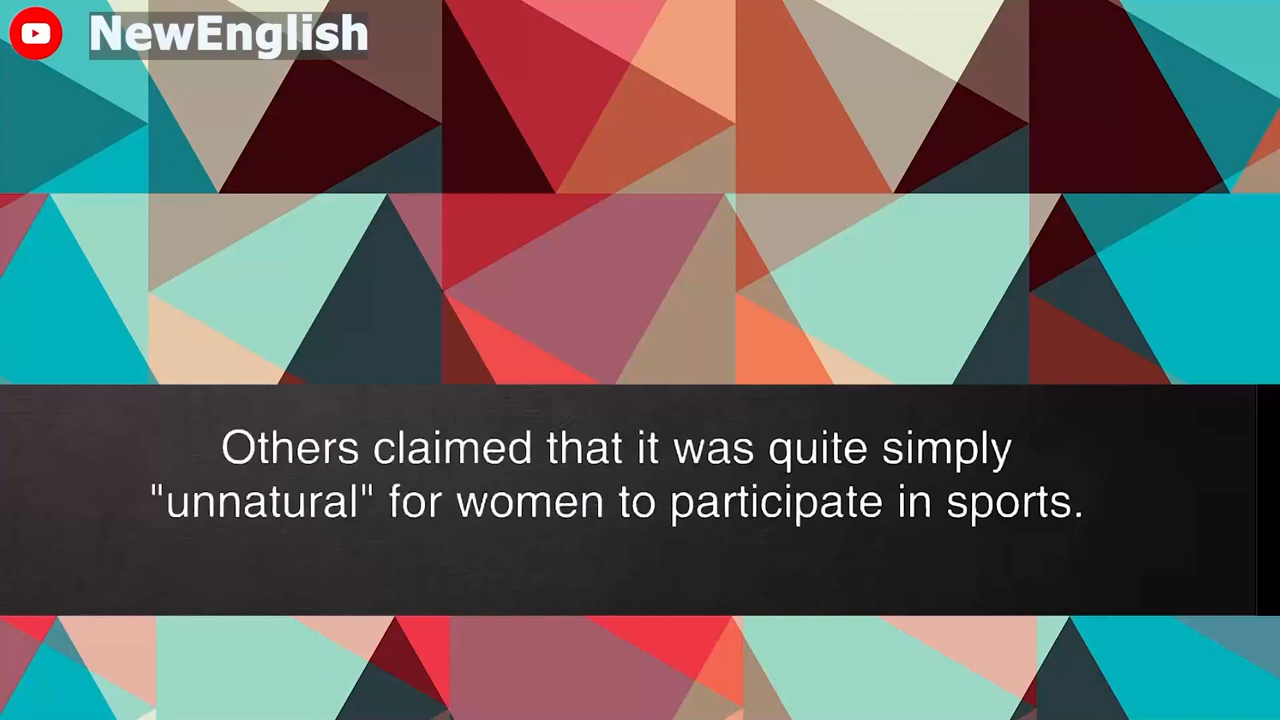 NewEnglish
Others claimed that it was quite simply
"unnatural" for women to participate in sports.